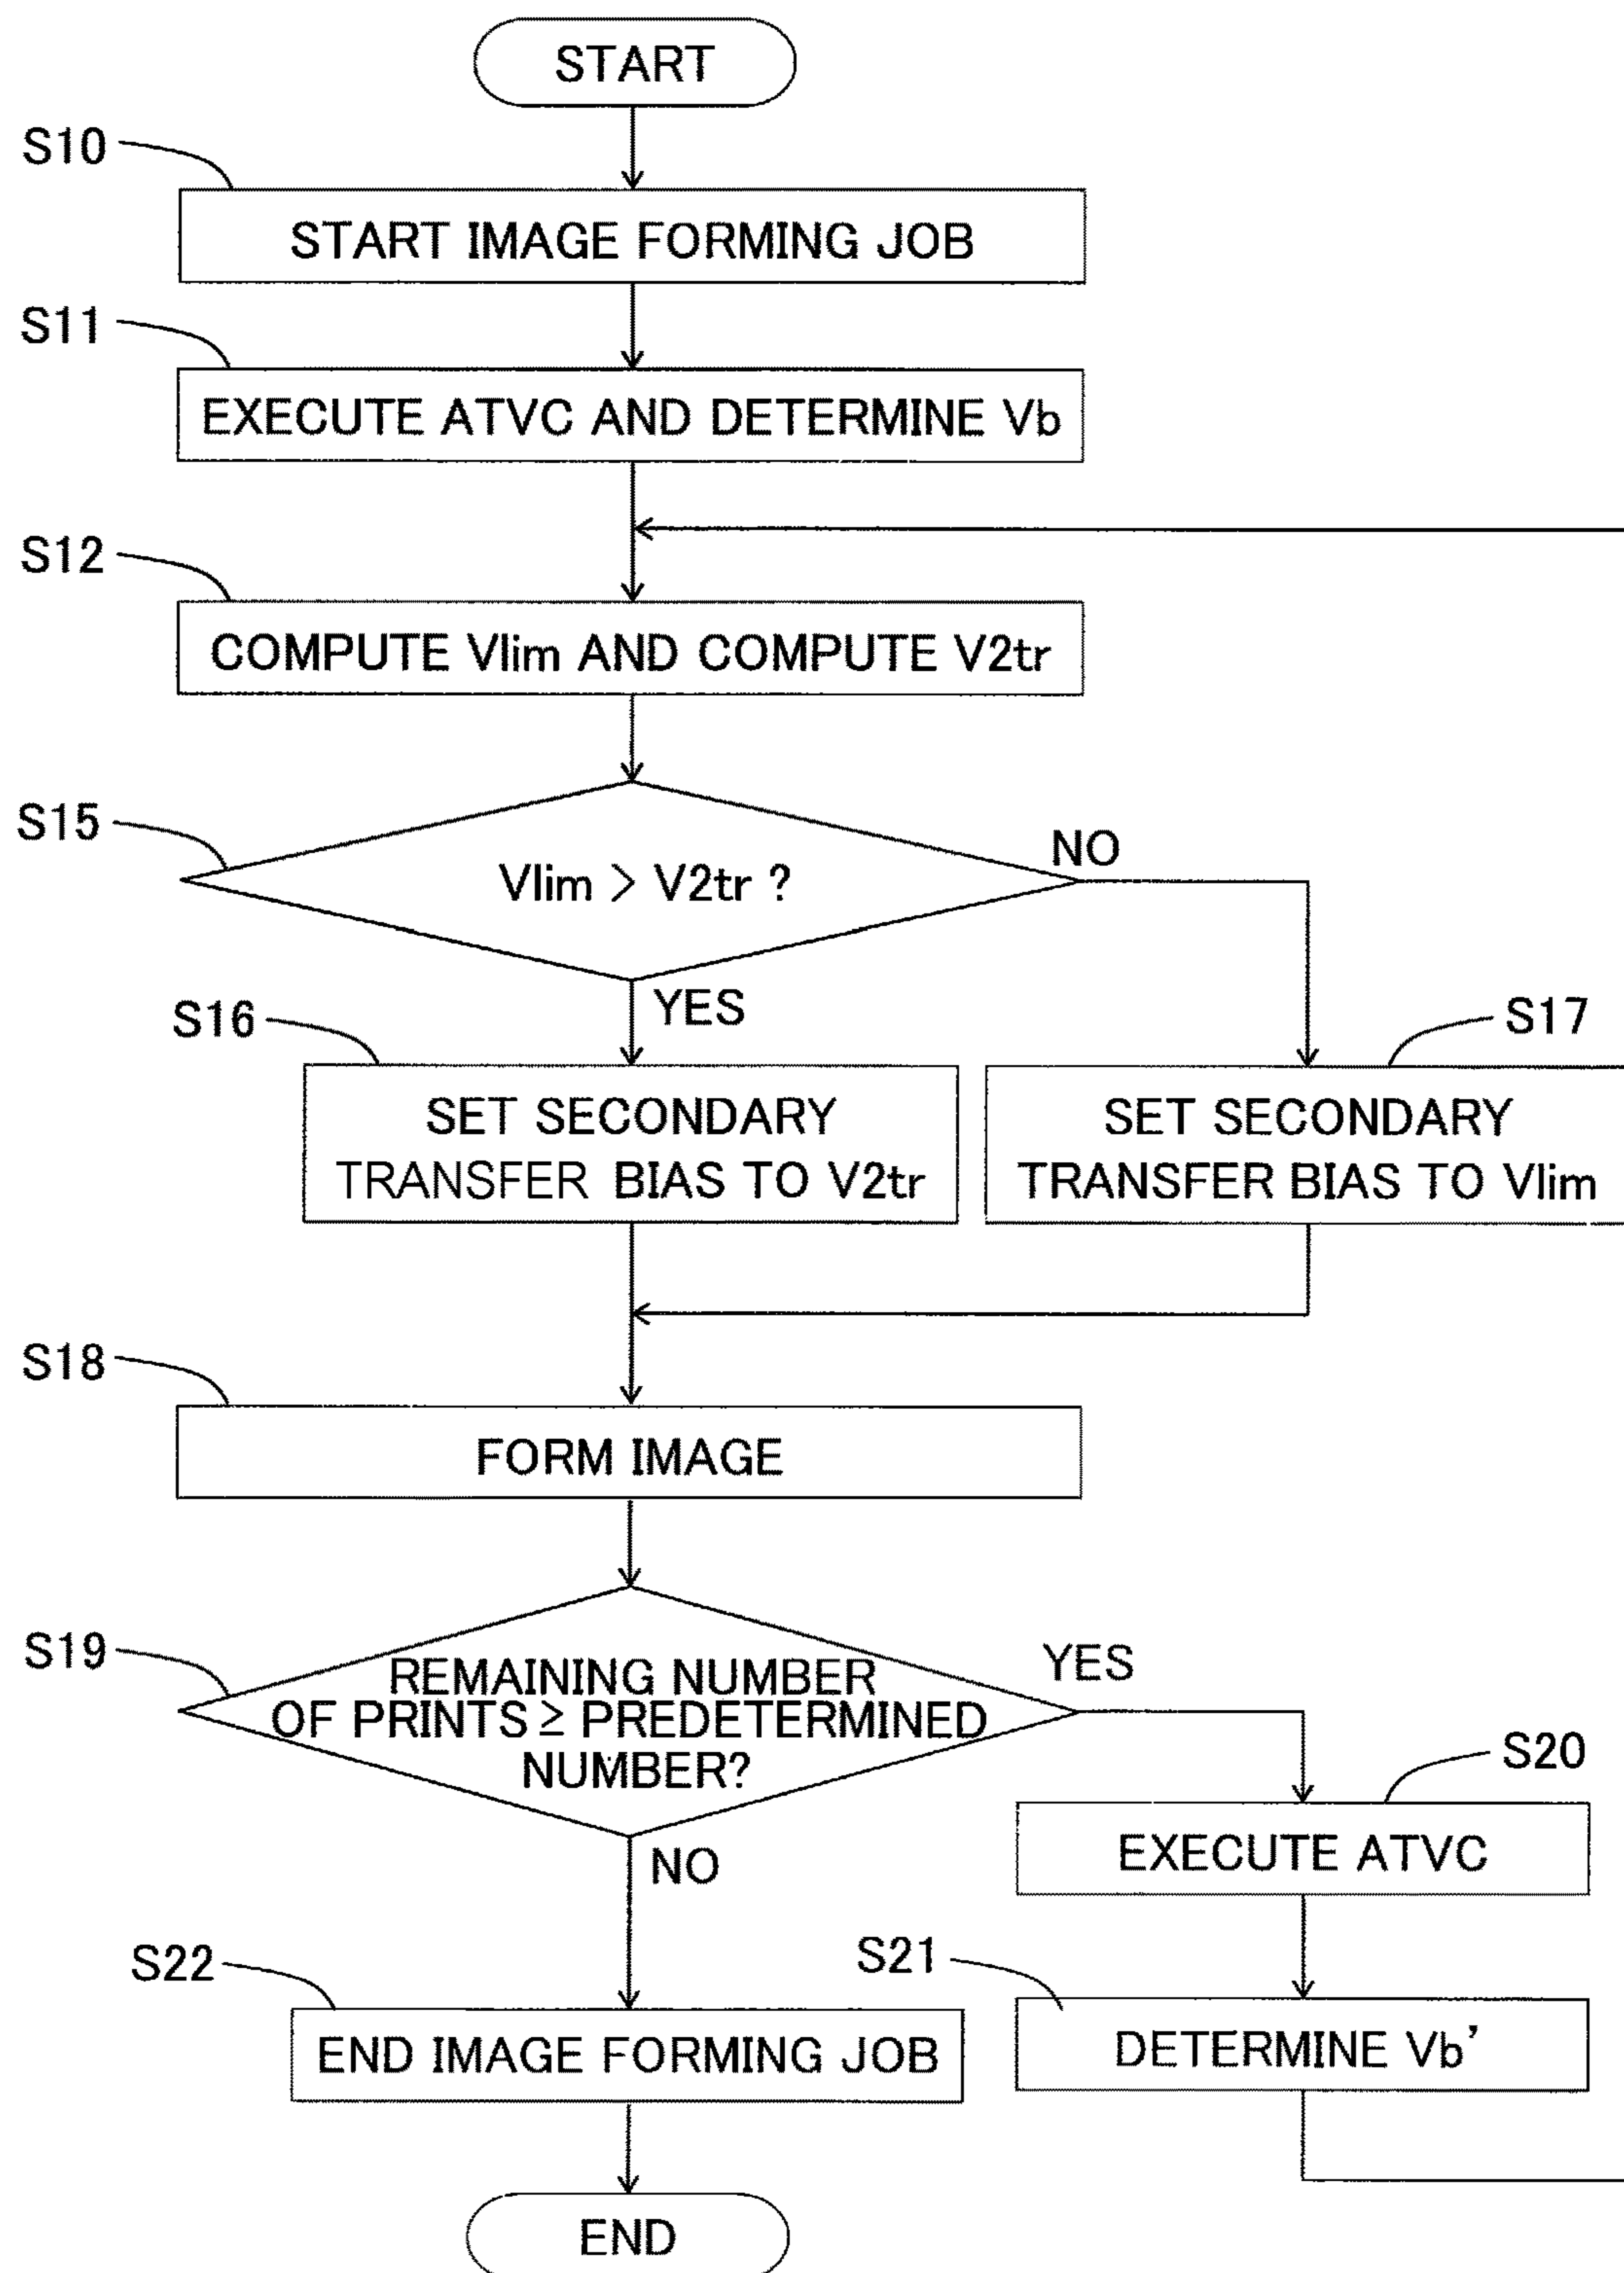 START
S10
START IMAGE FORMING JOB
S11
EXECUTE ATVC AND DETERMINE Vb
S12
COMPUTE Vlim AND COMPUTE V2tr
S15
Vlim > V2tr ?
NO
YES
S16
SET SECONDARY
TRANSFER BIAS TO V2tr
S17
SET SECONDARY
TRANSFER BIAS TO Vlim
S18
FORM IMAGE
S19
REMAINING NUMBER
OF PRINTS ≥ PREDETERMINED
NUMBER?
YES
NO
S20
EXECUTE ATVC
S21
DETERMINE Vb’
S22
END IMAGE FORMING JOB
END